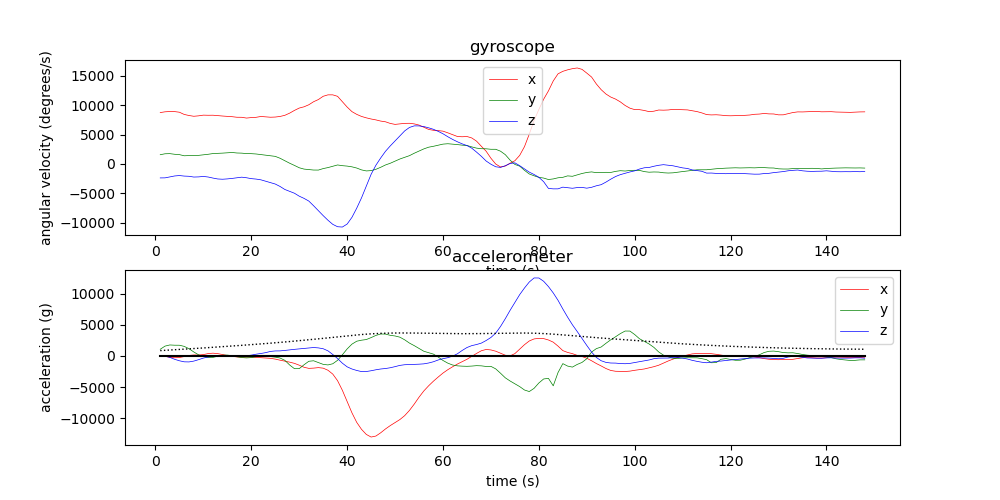 gyroscope
angular velocity (degrees/s)
15000
10000
5000
0
−5000
−10000
x
y
z
0 20 40 60 80 100 120 140
time (s)
accelerometer
acceleration (g)
10000
5000
0
−5000
−10000
x
y
z
0 20 40 60 80 100 120 140
time (s)